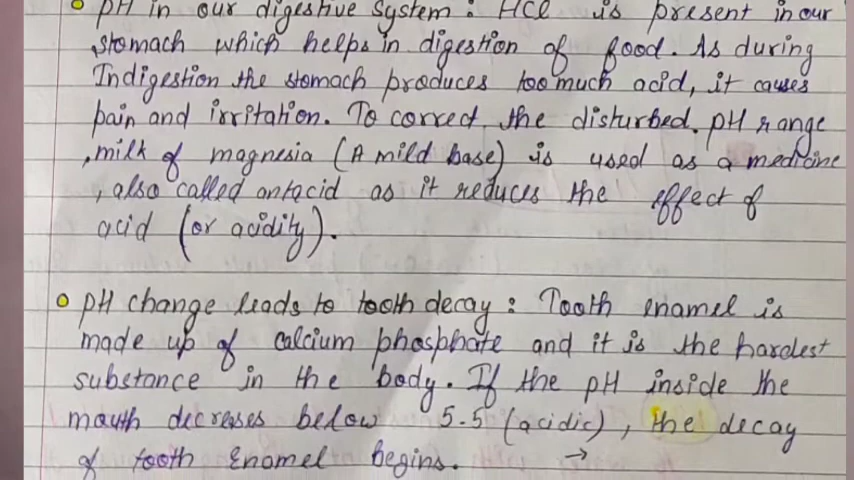 pH in our digestive system : HCl is present in our
stomach which helps in digestion of food. As during
Indigestion the stomach produces too much acid, it causes
pain and irritation. To correct the disturbed. pH range
,milk of magnesia (A mild base) is used as a medicine
, also called antacid as it reduces the effect of
acid (or acidity).
pH change leads to tooth decay : Tooth enamel is
made up of calcium phosphate and it is the hardest
substance in the body. If the pH inside the
mouth decreses below 5.5 (acidic), the decay
of tooth Enamel begins. →